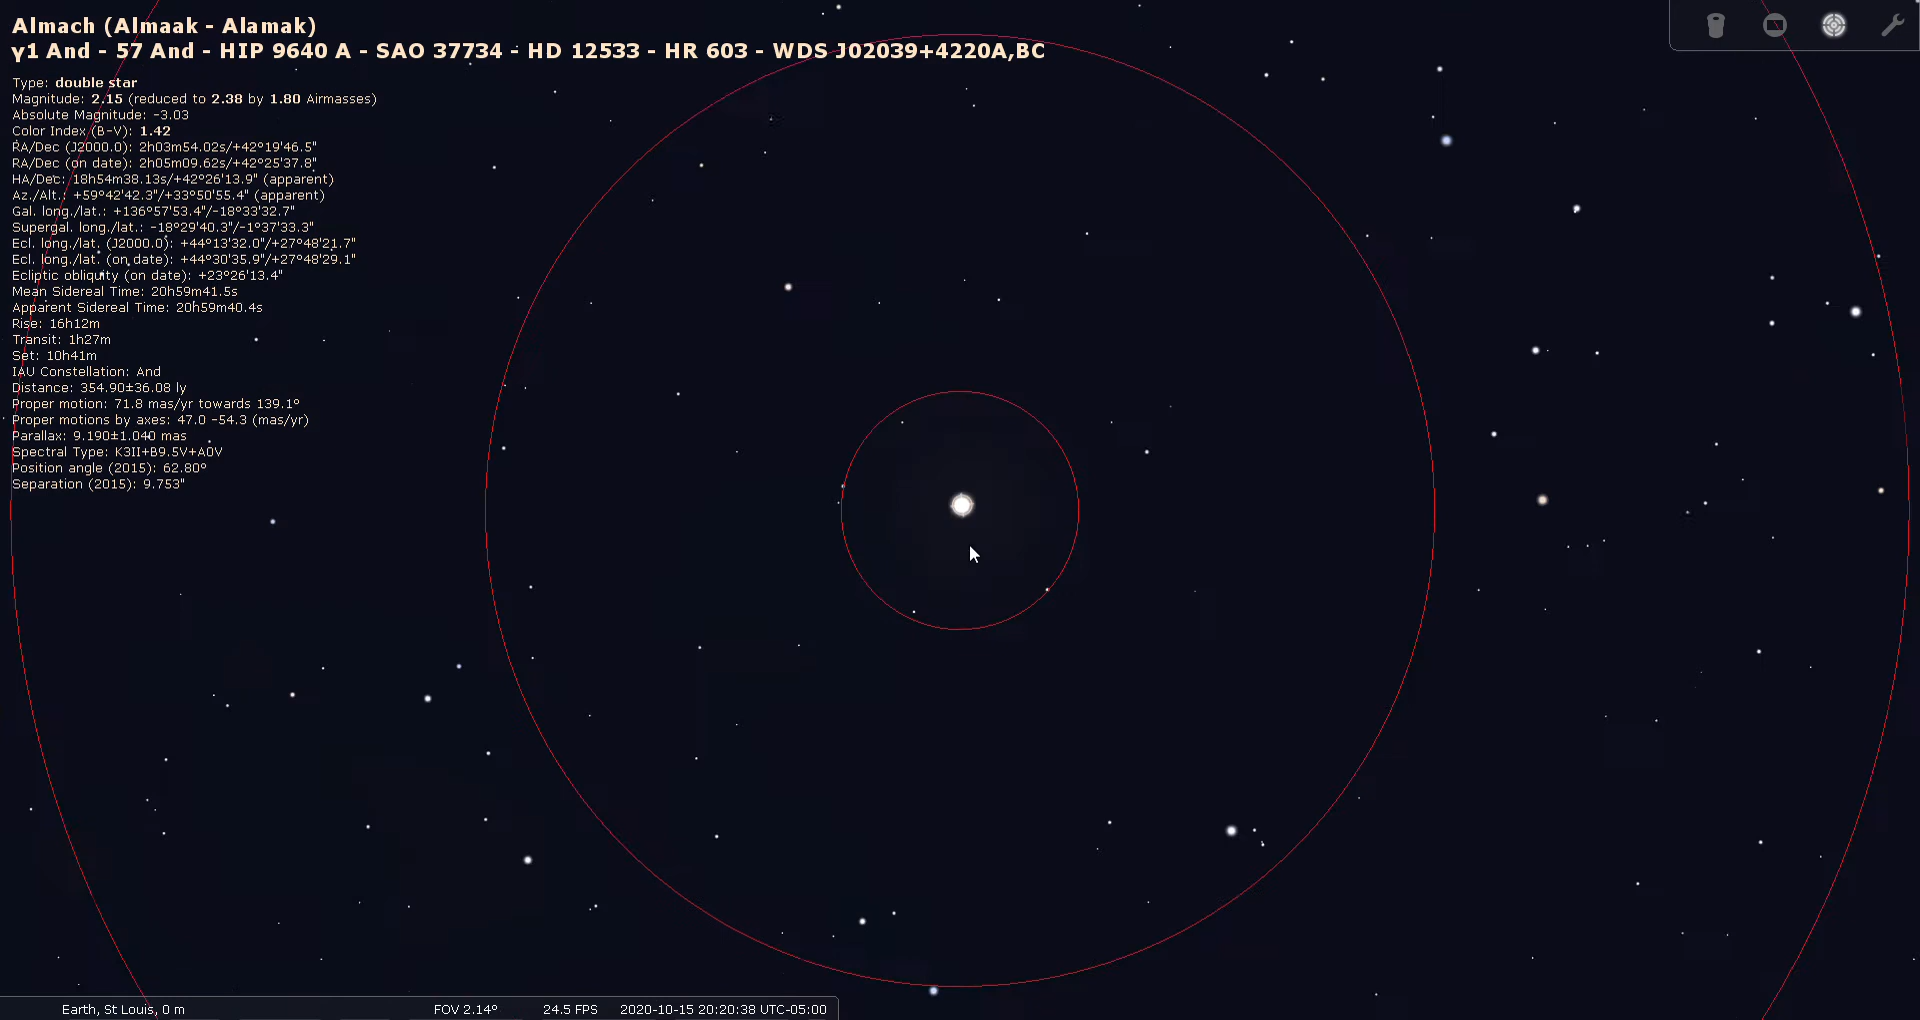 Almach (Almaak - Alamak)
γ1 And - 57 And - HIP 9640 A - SAO 37734 - HD 12533 - HR 603 - WDS J02039+4220A,BC
Type: double star
Magnitude: 2.15 (reduced to 2.38 by 1.80 Airmasses)
Absolute Magnitude: -3.03
Color Index (B-V): 1.42
RA/Dec (J2000.0): 2h03m54.02s/+42°19'46.5"
RA/Dec (on date): 2h05m09.62s/+42°25'37.8"
HA/Dec: 18h54m38.13s/+42°26'13.9" (apparent)
Az./Alt.: +59°42'42.3"/+33°50'55.4" (apparent)
Gal. long./lat.: +136°57'53.4"/-18°33'32.7"
Supergal. long./lat.: -18°29'40.3"/-1°37'33.3"
Ecl. long./lat. (J2000.0): +44°13'32.0"/+27°48'21.7"
Ecl. long./lat. (on date): +44°30'35.9"/+27°48'29.1"
Ecliptic obliquity (on date): +23°26'13.4"
Mean Sidereal Time: 20h59m41.5s
Apparent Sidereal Time: 20h59m40.4s
Rise: 16h12m
Transit: 1h27m
Set: 10h41m
IAU Constellation: And
Distance: 354.90±36.08 ly
Proper motion: 71.8 mas/yr towards 139.1°
Proper motions by axes: 47.0 -54.3 (mas/yr)
Parallax: 9.190±1.040 mas
Spectral Type: K3II+B9.5V+A0V
Position angle (2015): 62.80°
Separation (2015): 9.753"
Earth, St Louis, 0 m FOV 2.14° 24.5 FPS 2020-10-15 20:20:38 UTC-05:00